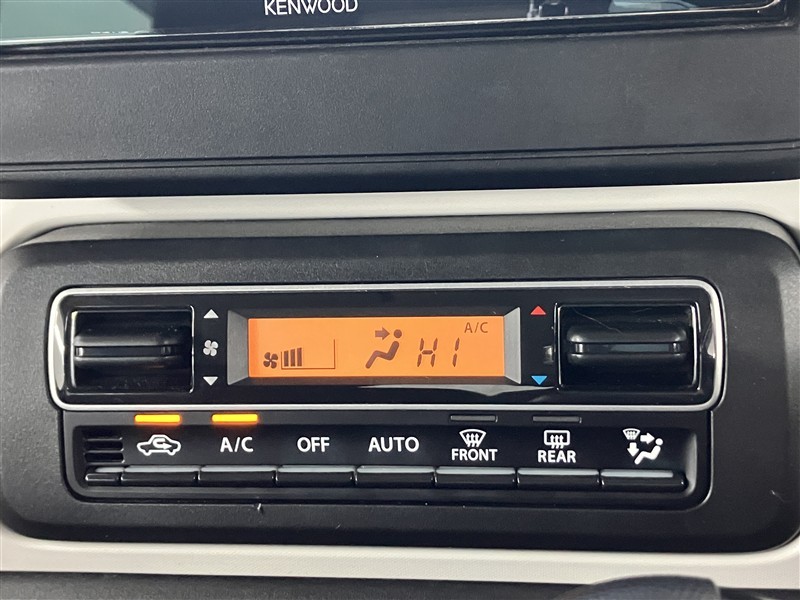 KENWOOD
A/C
HI
A/C OFF AUTO FRONT REAR